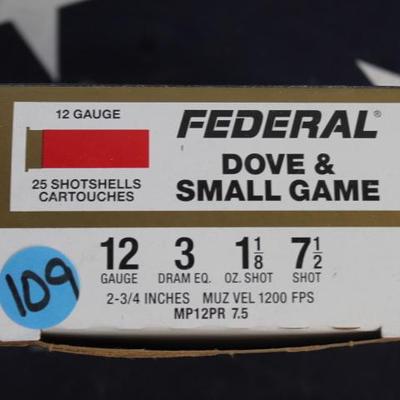 12 GAUGE
25 SHOTSHELLS
CARTOUCHES
FEDERAL®
DOVE &
SMALL GAME
12 3 1 1/8 7 1/2
GAUGE DRAM EQ. OZ. SHOT SHOT
2-3/4 INCHES MUZ VEL 1200 FPS
MP12PR 7.5
109